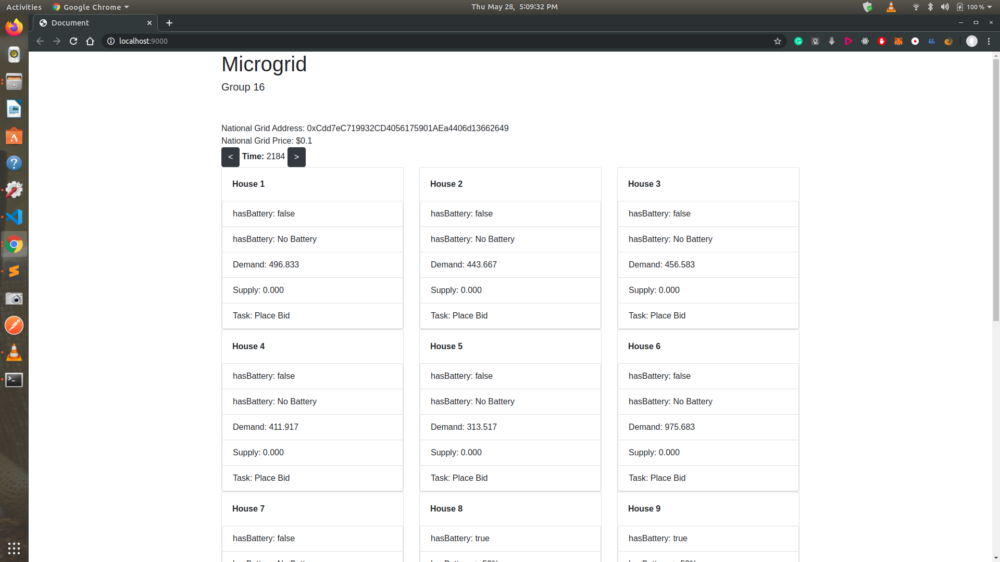 Activities Google Chrome Thu May 28, 5:09:32 PM 100 %
Document
localhost:9000
Microgrid
Group 16
National Grid Address: 0xCdd7eC719932CD4056175901AEa4406d13662649
National Grid Price: $0.1
< Time: 2184 >
House 1 House 2 House 3
hasBattery: false hasBattery: false hasBattery: false
hasBattery: No Battery hasBattery: No Battery hasBattery: No Battery
Demand: 496.833 Demand: 443.667 Demand: 456.583
Supply: 0.000 Supply: 0.000 Supply: 0.000
Task: Place Bid Task: Place Bid Task: Place Bid
House 4 House 5 House 6
hasBattery: false hasBattery: false hasBattery: false
hasBattery: No Battery hasBattery: No Battery hasBattery: No Battery
Demand: 411.917 Demand: 313.517 Demand: 975.683
Supply: 0.000 Supply: 0.000 Supply: 0.000
Task: Place Bid Task: Place Bid Task: Place Bid
House 7 House 8 House 9
hasBattery: false hasBattery: true hasBattery: true